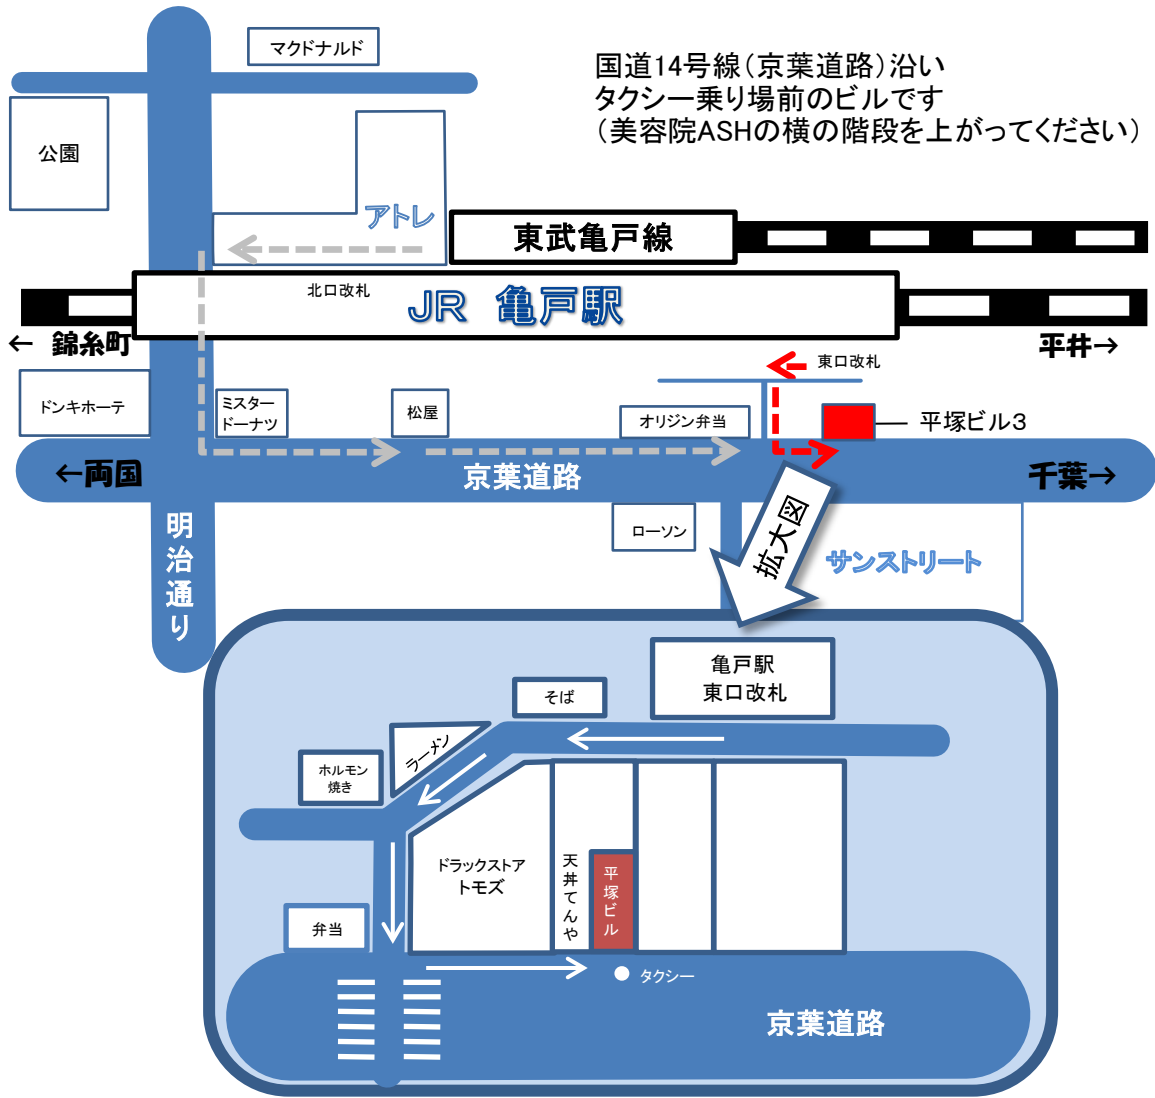 マクドナルド
国道14号線（京葉道路）沿い
タクシー乗り場前のビルです
（美容院ASHの横の階段を上がってください）
公園
アトレ
東武亀戸線
北口改札
JR 亀戸駅
← 錦糸町
平井→
東口改札
ドンキホーテ
ミスター
ドーナツ
松屋
オリジン弁当
平塚ビル3
←両国
京葉道路
千葉→
明治通り
ローソン
拡大図
サンストリート
亀戸駅
東口改札
そば
ラーメン
ホルモン
焼き
ドラックストア
トモズ
天丼てんや
平塚ビル
弁当
タクシー
京葉道路